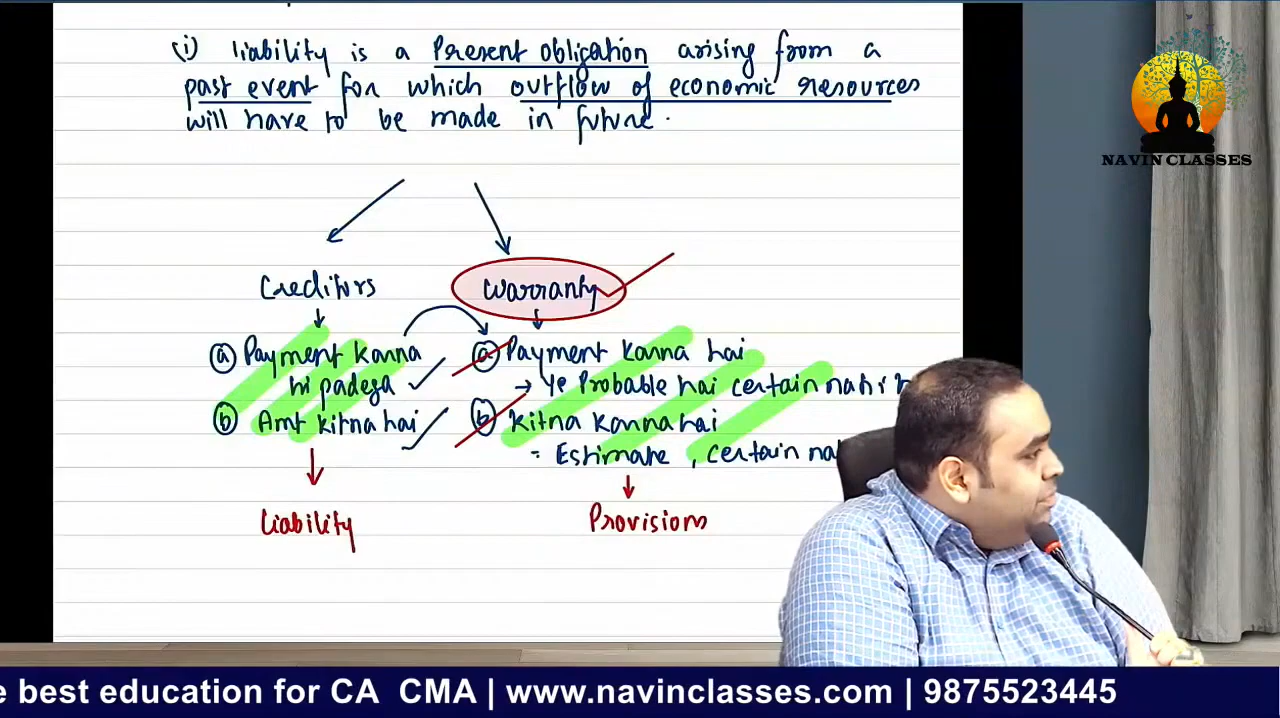 (i) liability is a Present obligation arising from a
past event for which outflow of economic resources
will have to be made in future.
NAVIN CLASSES
Creditors
Warranty
(a) Payment karna
hi padega
(b) Amt kitna hai
Liability
(a) Payment karna hai
→ Ye Probable hai certain nahi
(b) Kitna karna hai
= Estimate, certain
Provisions
best education for CA CMA | www.navinclasses.com | 9875523445